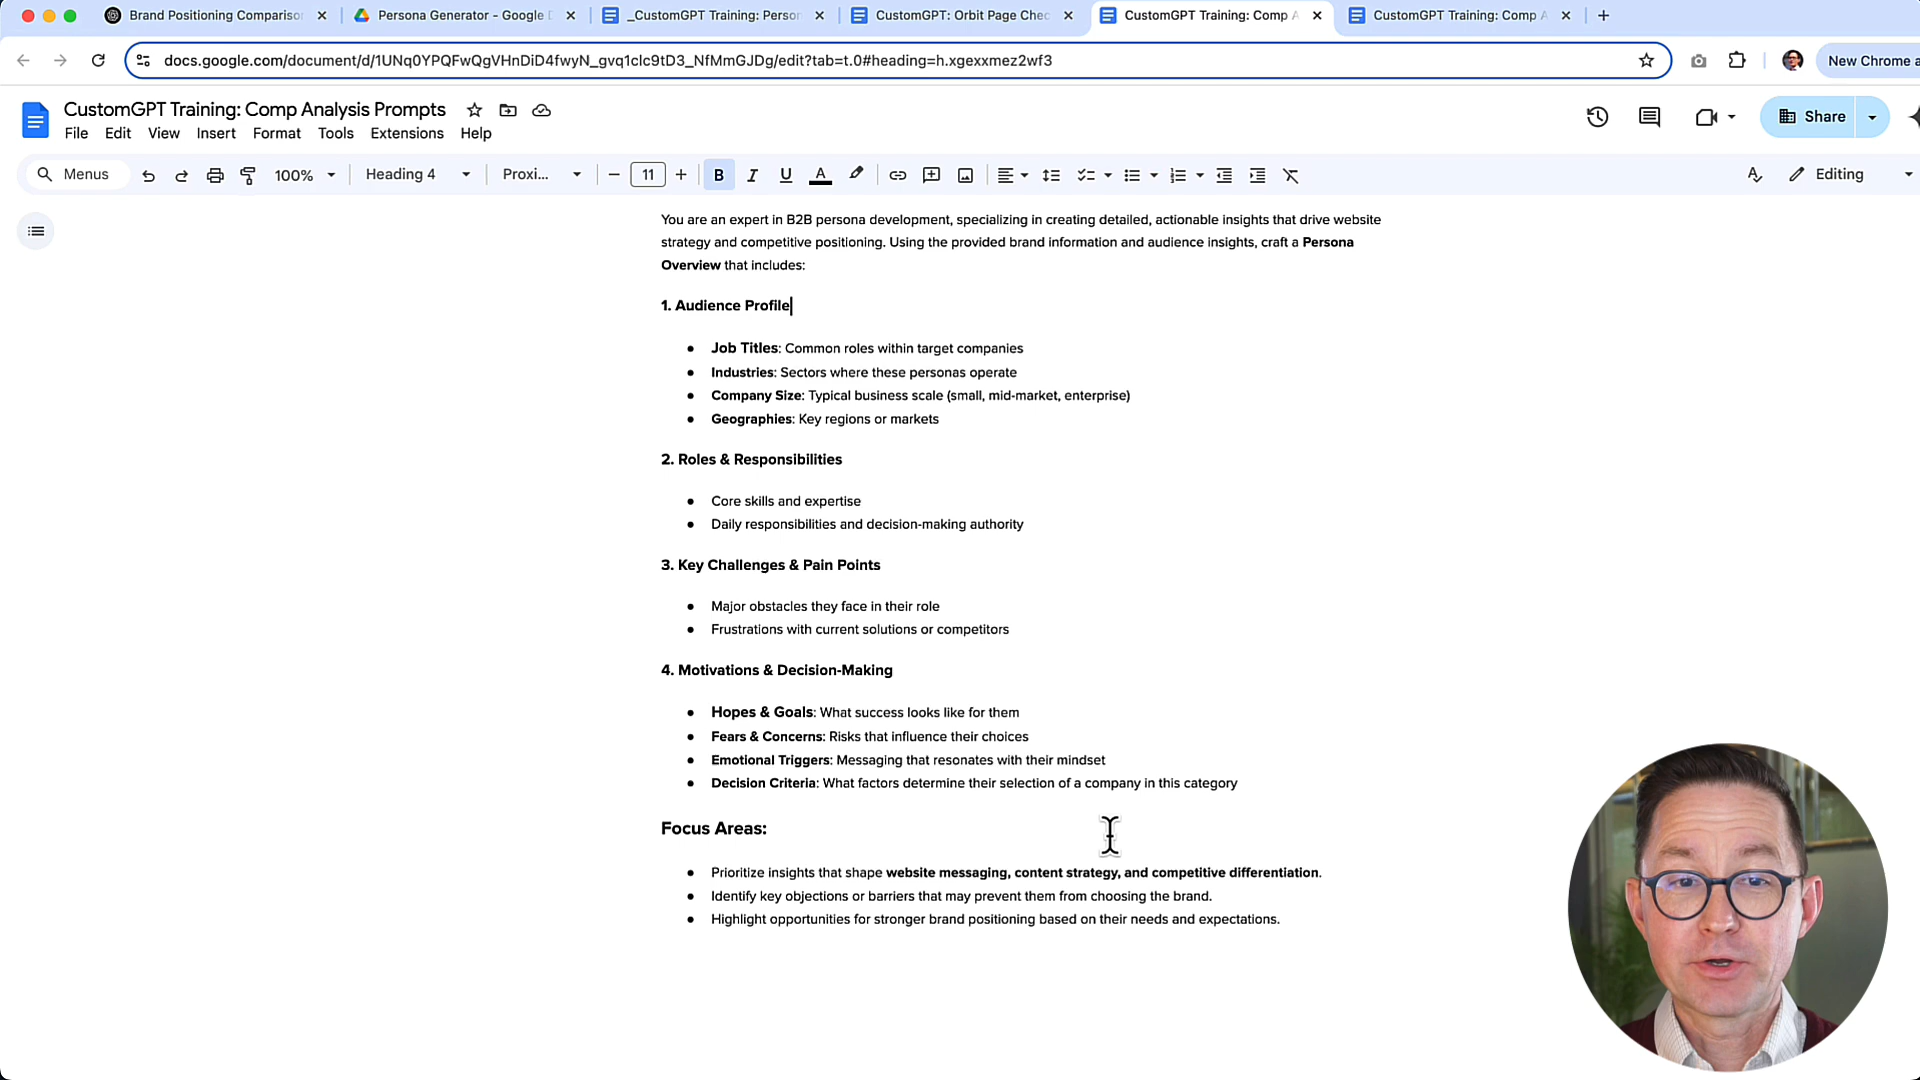 Brand Positioning Comparison
Persona Generator - Google D
_CustomGPT Training: Person
CustomGPT: Orbit Page Chec
CustomGPT Training: Comp A
CustomGPT Training: Comp A
docs.google.com/document/d/1UNq0YPQFwQgVHnDiD4fwyN_gvq1clc9tD3_NfMmGJDg/edit?tab=t.0#heading=h.xgexxmez2wf3
New Chrome a
CustomGPT Training: Comp Analysis Prompts
File Edit View Insert Format Tools Extensions Help
Share
Menus 100% Heading 4 Proxi... 11 B I U A Editing
You are an expert in B2B persona development, specializing in creating detailed, actionable insights that drive website
strategy and competitive positioning. Using the provided brand information and audience insights, craft a Persona
Overview that includes:
1. Audience Profile
● Job Titles: Common roles within target companies
● Industries: Sectors where these personas operate
● Company Size: Typical business scale (small, mid-market, enterprise)
● Geographies: Key regions or markets
2. Roles & Responsibilities
● Core skills and expertise
● Daily responsibilities and decision-making authority
3. Key Challenges & Pain Points
● Major obstacles they face in their role
● Frustrations with current solutions or competitors
4. Motivations & Decision-Making
● Hopes & Goals: What success looks like for them
● Fears & Concerns: Risks that influence their choices
● Emotional Triggers: Messaging that resonates with their mindset
● Decision Criteria: What factors determine their selection of a company in this category
Focus Areas:
● Prioritize insights that shape website messaging, content strategy, and competitive differentiation.
● Identify key objections or barriers that may prevent them from choosing the brand.
● Highlight opportunities for stronger brand positioning based on their needs and expectations.